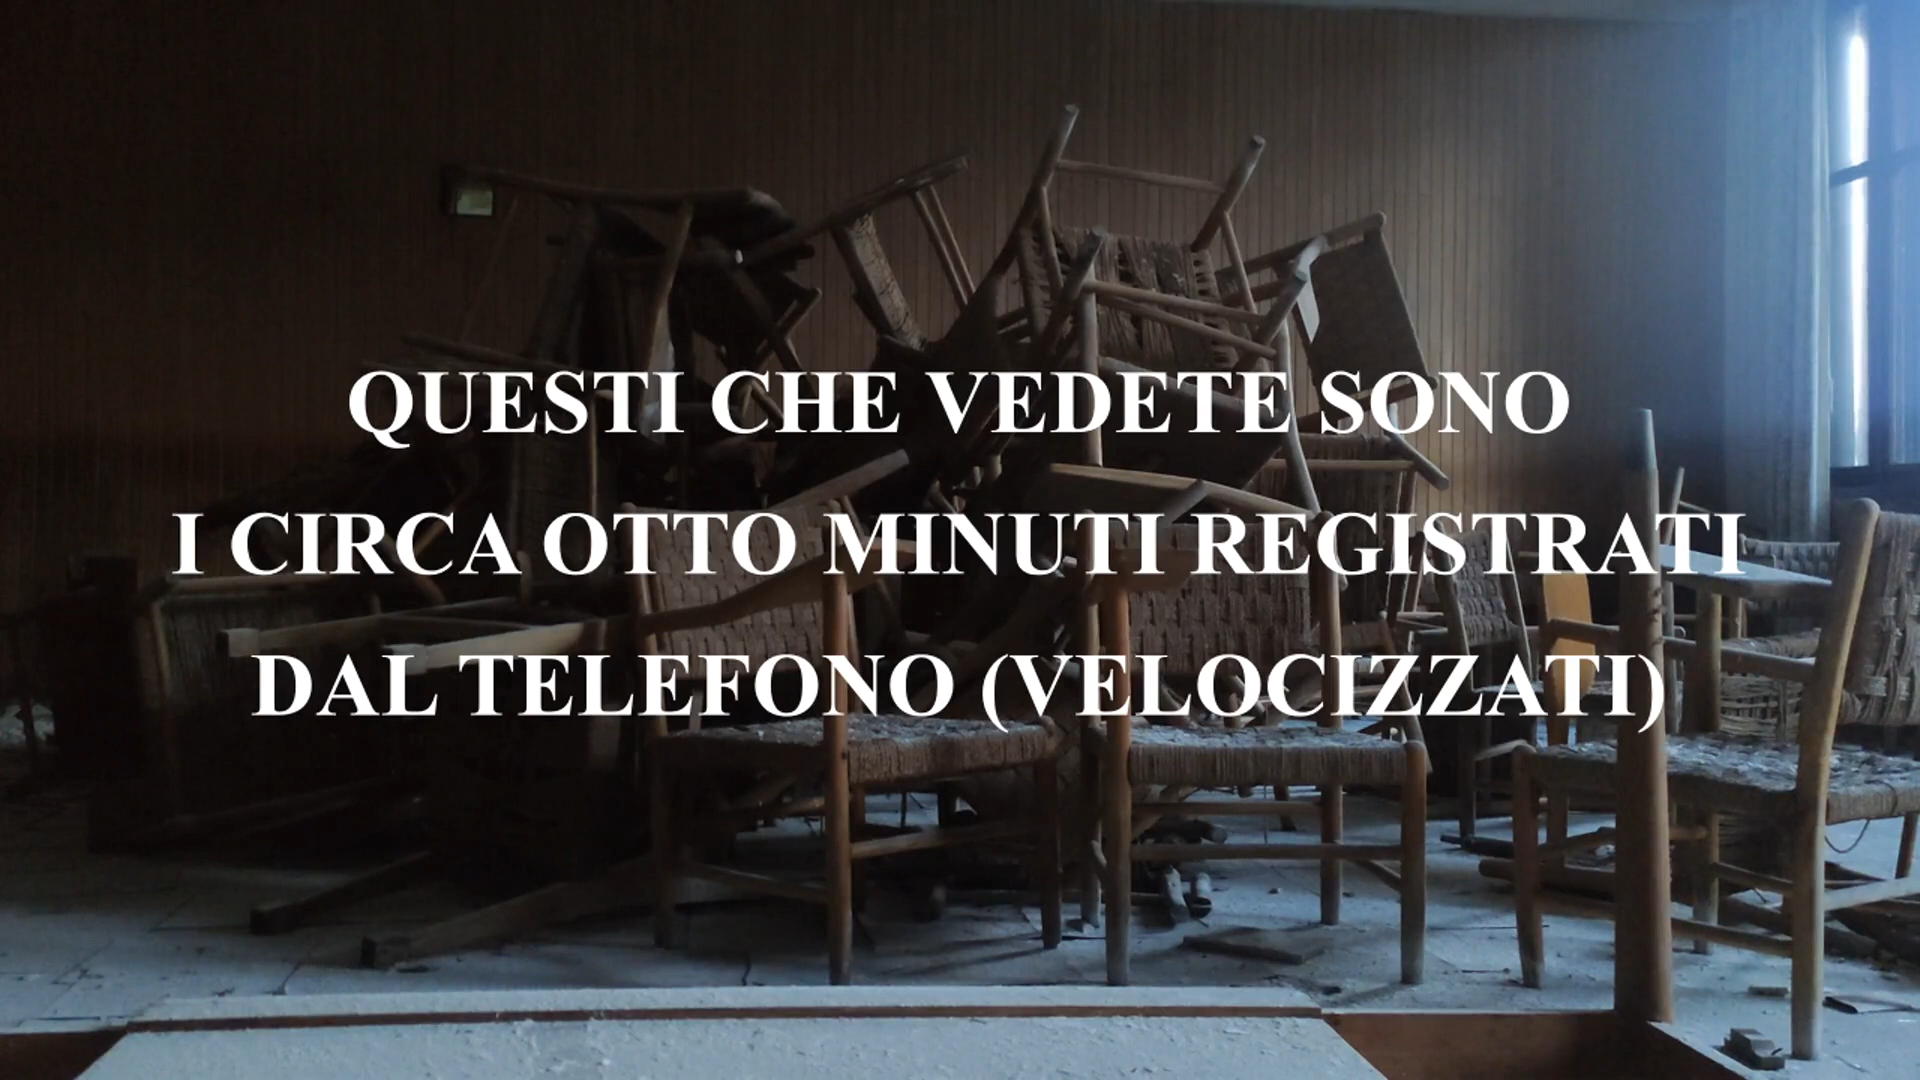 QUESTI CHE VEDETE SONO
I CIRCA OTTO MINUTI REGISTRATI
DAL TELEFONO (VELOCIZZATI)